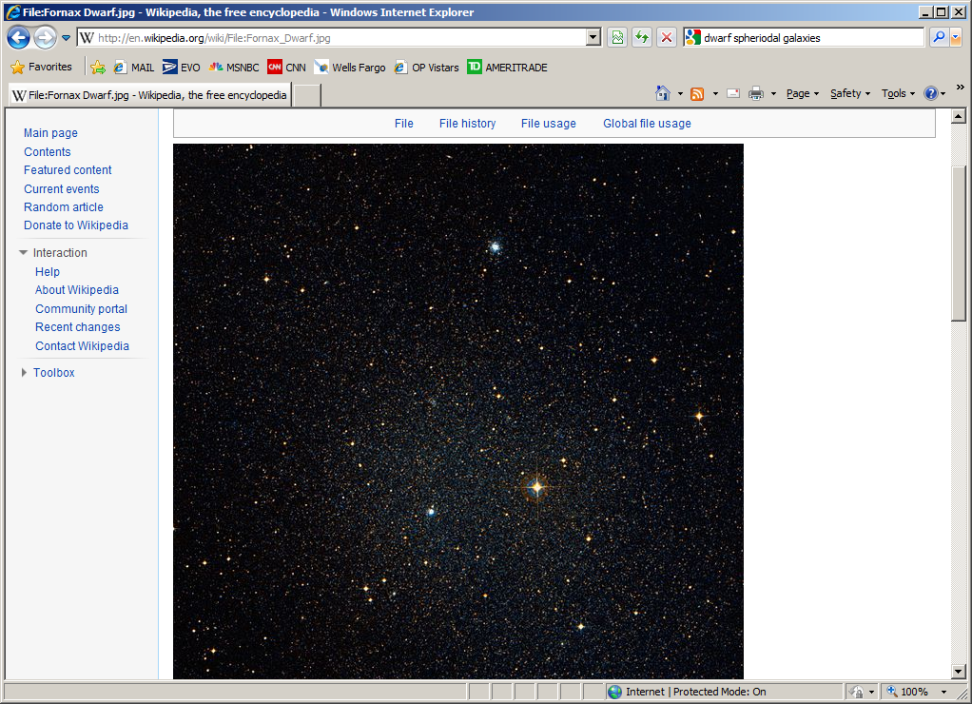 File:Fornax Dwarf.jpg - Wikipedia, the free encyclopedia - Windows Internet Explorer
http://en.wikipedia.org/wiki/File:Fornax_Dwarf.jpg
dwarf spheriodal galaxies
Favorites MAIL EVO MSNBC CNN CNN Wells Fargo OP Vistars TD AMERITRADE
W File:Fornax Dwarf.jpg - Wikipedia, the free encyclopedia
Page Safety Tools
File File history File usage Global file usage
Main page
Contents
Featured content
Current events
Random article
Donate to Wikipedia
Interaction
Help
About Wikipedia
Community portal
Recent changes
Contact Wikipedia
Toolbox
Internet | Protected Mode: On
100%